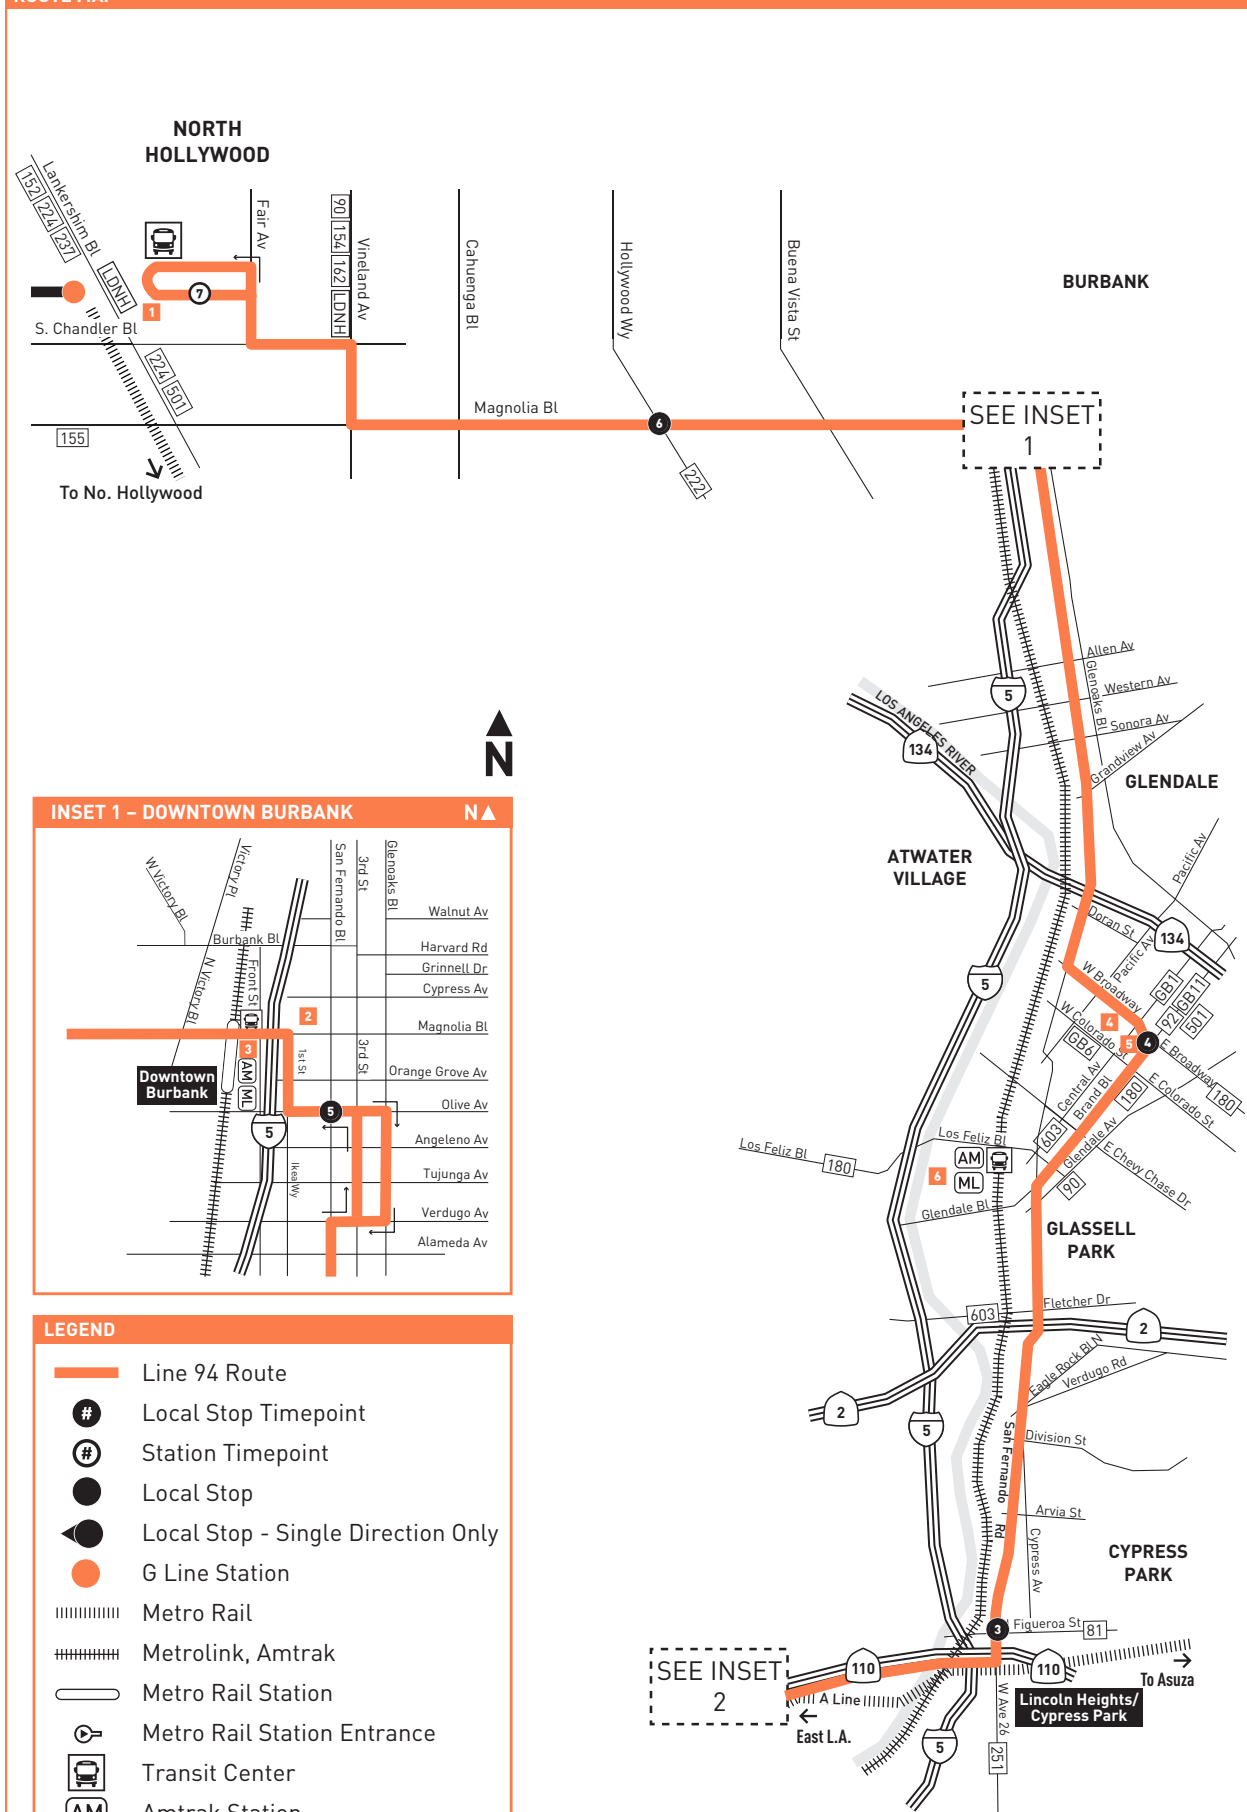 NORTH
HOLLYWOOD
Lankershim Bl
152 224 237
LDNH
Fair Av
90 154 162 LDNH
Vineland Av
Cahuenga Bl
Hollywood Wy
Buena Vista St
BURBANK
7
1
S. Chandler Bl
224 501
155
To No. Hollywood
Magnolia Bl
6
222
SEE INSET
1
Allen Av
Glenoaks Bl
Western Av
Sonora Av
Grandview Av
5
LOS ANGELES RIVER
134
GLENDALE
ATWATER
VILLAGE
Pacific Av
Doran St
134
Pacific Av
W Broadway
GB1
GB11
92
501
5
W Colorado St
GB6
4
5
4
E Broadway
180
Central Av
Brand Bl
180
E Colorado St
603
Glendale Av
E Chevy Chase Dr
90
Los Feliz Bl
180
Los Feliz Bl
AM
ML
6
Glendale Bl
GLASSELL
PARK
603
Fletcher Dr
2
Eagle Rock Bl N
Verdugo Rd
2
5
San Fernando Rd
Division St
Arvia St
Cypress Av
CYPRESS
PARK
3
Figueroa St
81
SEE INSET
2
110
110
A Line
East L.A.
To Asuza
Lincoln Heights/
Cypress Park
W Ave 26
251
5
N
INSET 1 – DOWNTOWN BURBANK
N
W Victory Bl
Victory Pl
San Fernando Bl
3rd St
Glenoaks Bl
Walnut Av
Burbank Bl
Harvard Rd
Grinnell Dr
N Victory Bl
Front St
Cypress Av
2
Magnolia Bl
3
1st St
3rd St
AM
ML
Orange Grove Av
Downtown
Burbank
5
Olive Av
5
Angeleno Av
Ikea Wy
Tujunga Av
Verdugo Av
Alameda Av
LEGEND
Line 94 Route
# Local Stop Timepoint
# Station Timepoint
Local Stop
Local Stop - Single Direction Only
G Line Station
Metro Rail
Metrolink, Amtrak
Metro Rail Station
Metro Rail Station Entrance
Transit Center
AM Amtrak Station